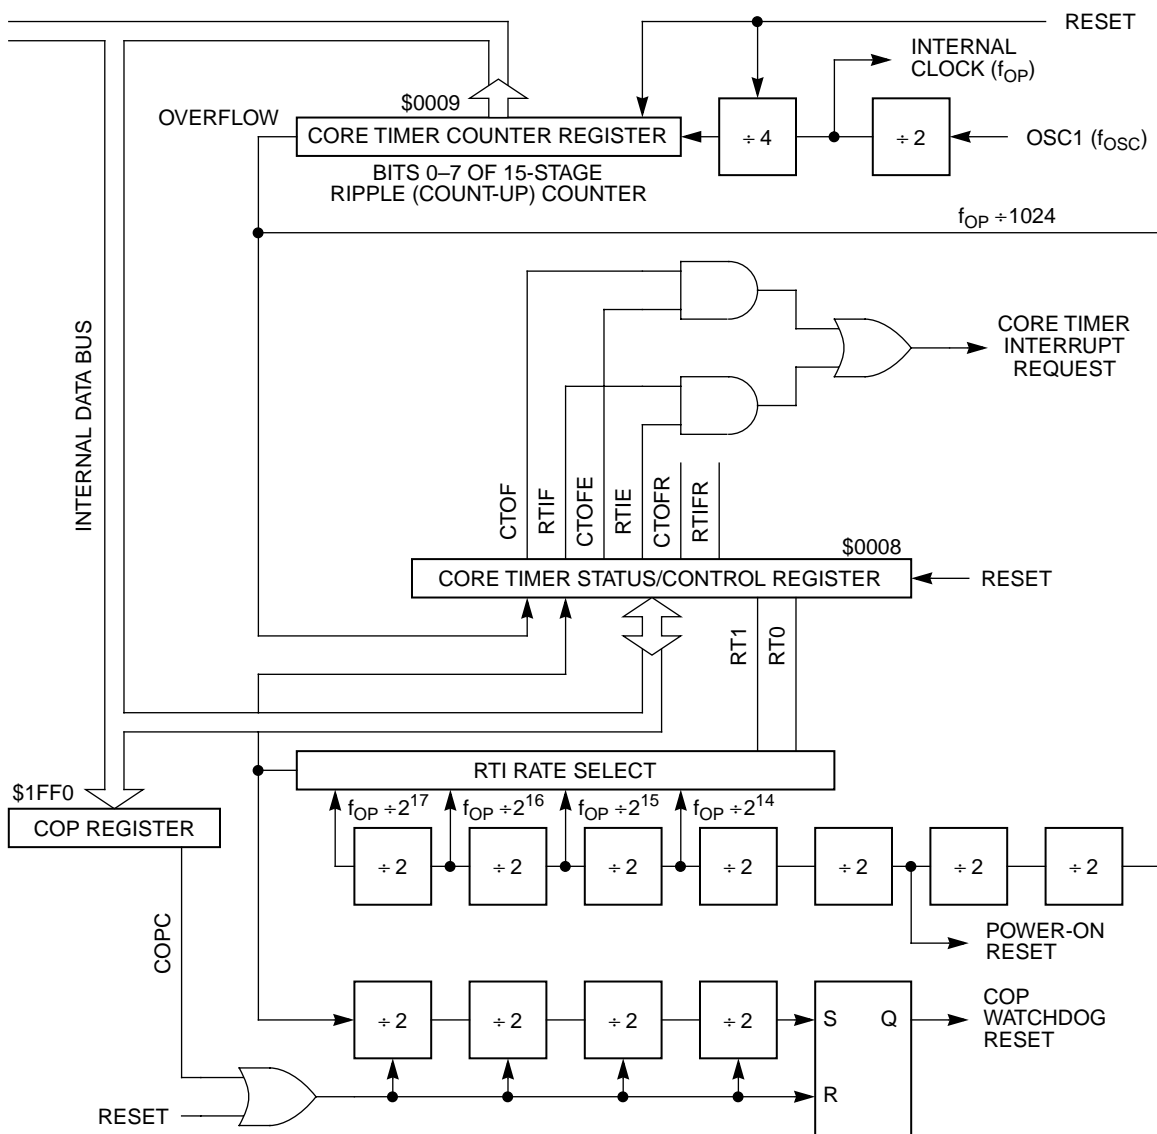 RESET
INTERNAL
CLOCK (fOP)
$0009
OVERFLOW
CORE TIMER COUNTER REGISTER
÷ 4
÷ 2
OSC1 (fOSC)
BITS 0–7 OF 15-STAGE
RIPPLE (COUNT-UP) COUNTER
fOP ÷1024
INTERNAL DATA BUS
CORE TIMER
INTERRUPT
REQUEST
CTOF
RTIF
CTOFE
RTIE
CTOFR
RTIFR
$0008
CORE TIMER STATUS/CONTROL REGISTER
RESET
RT1
RT0
RTI RATE SELECT
$1FF0
COP REGISTER
fOP ÷2^17
fOP ÷2^16
fOP ÷2^15
fOP ÷2^14
÷ 2
÷ 2
÷ 2
÷ 2
÷ 2
÷ 2
÷ 2
POWER-ON
RESET
COPC
÷ 2
÷ 2
÷ 2
÷ 2
S
Q
COP
WATCHDOG
RESET
R
RESET